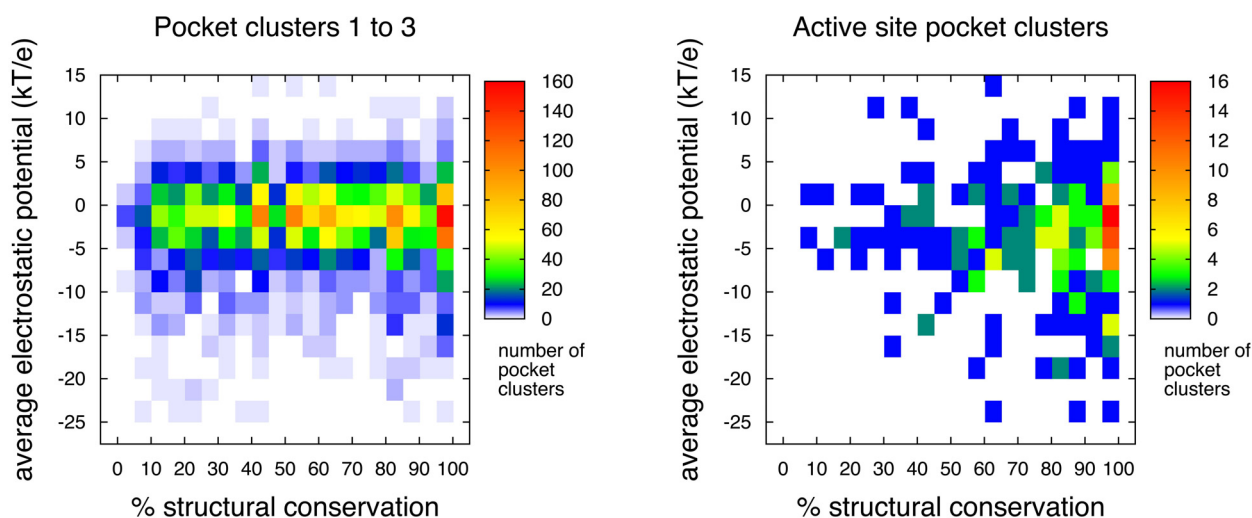 Pocket clusters 1 to 3
average electrostatic potential (kT/e)
15
10
5
0
-5
-10
-15
-20
-25
0 10 20 30 40 50 60 70 80 90 100
% structural conservation
160
140
120
100
80
60
40
20
0
number of
pocket
clusters
Active site pocket clusters
average electrostatic potential (kT/e)
15
10
5
0
-5
-10
-15
-20
-25
0 10 20 30 40 50 60 70 80 90 100
% structural conservation
16
14
12
10
8
6
4
2
0
number of
pocket
clusters